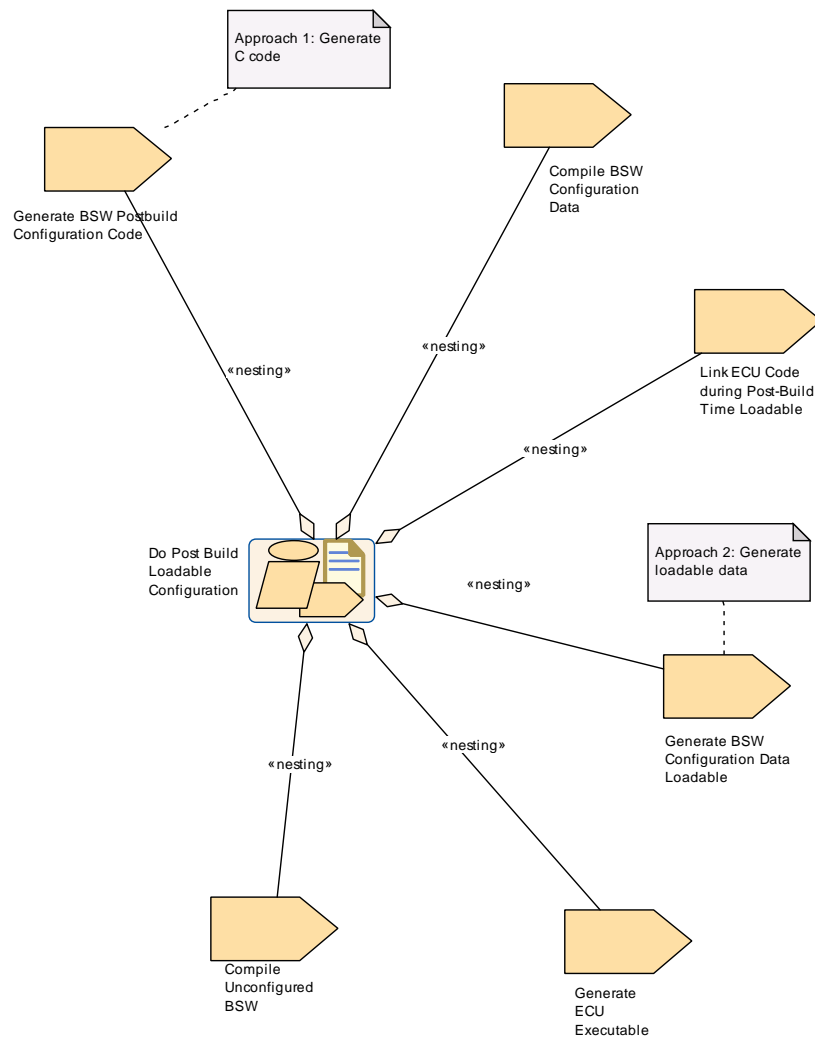 Approach 1: Generate
C code
Compile BSW
Configuration
Data
Generate BSW Postbuild
Configuration Code
Link ECU Code
during Post-Build
Time Loadable
«nesting»
«nesting»
«nesting»
Do Post Build
Loadable
Configuration
Approach 2: Generate
loadable data
«nesting»
Generate BSW
Configuration Data
Loadable
«nesting»
«nesting»
Compile
Unconfigured
BSW
Generate
ECU
Executable